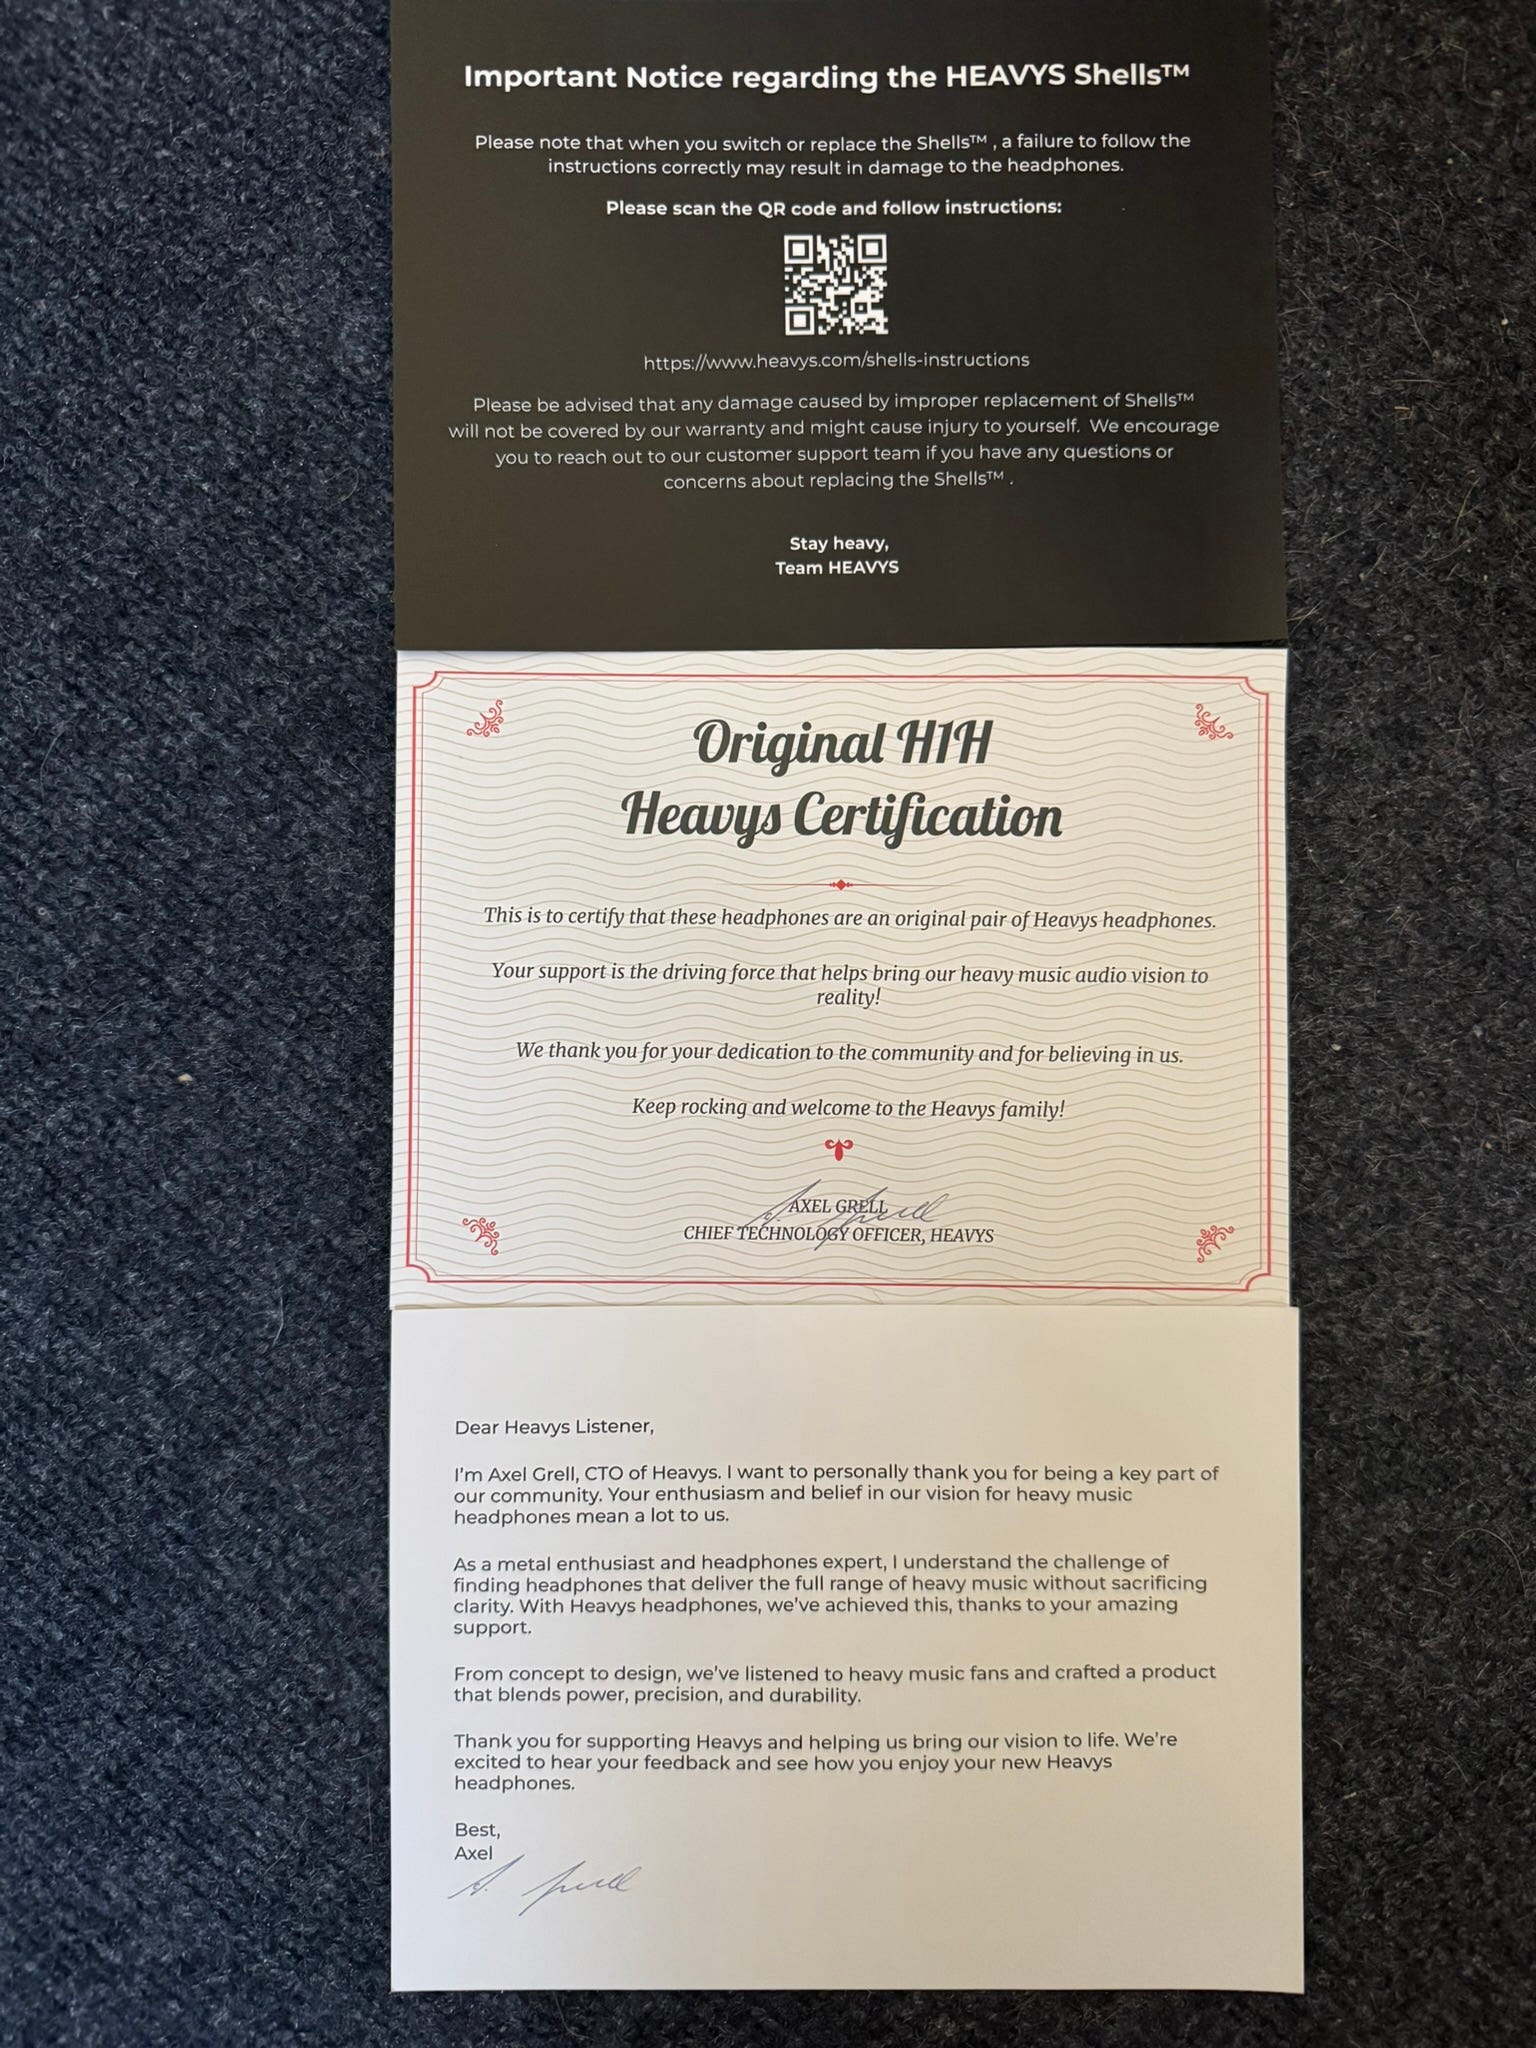 Important Notice regarding the HEAVYS Shells™
Please note that when you switch or replace the Shells™ , a failure to follow the
instructions correctly may result in damage to the headphones.
Please scan the QR code and follow instructions:
https://www.heavys.com/shells-instructions
Please be advised that any damage caused by improper replacement of Shells™
will not be covered by our warranty and might cause injury to yourself. We encourage
you to reach out to our customer support team if you have any questions or
concerns about replacing the Shells™ .
Stay heavy,
Team HEAVYS
Original H1H
Heavys Certification
This is to certify that these headphones are an original pair of Heavys headphones.
Your support is the driving force that helps bring our heavy music audio vision to
reality!
We thank you for your dedication to the community and for believing in us.
Keep rocking and welcome to the Heavys family!
AXEL GRELL
CHIEF TECHNOLOGY OFFICER, HEAVYS
Dear Heavys Listener,
I'm Axel Grell, CTO of Heavys. I want to personally thank you for being a key part of
our community. Your enthusiasm and belief in our vision for heavy music
headphones mean a lot to us.
As a metal enthusiast and headphones expert, I understand the challenge of
finding headphones that deliver the full range of heavy music without sacrificing
clarity. With Heavys headphones, we've achieved this, thanks to your amazing
support.
From concept to design, we've listened to heavy music fans and crafted a product
that blends power, precision, and durability.
Thank you for supporting Heavys and helping us bring our vision to life. We're
excited to hear your feedback and see how you enjoy your new Heavys
headphones.
Best,
Axel
A. Grell